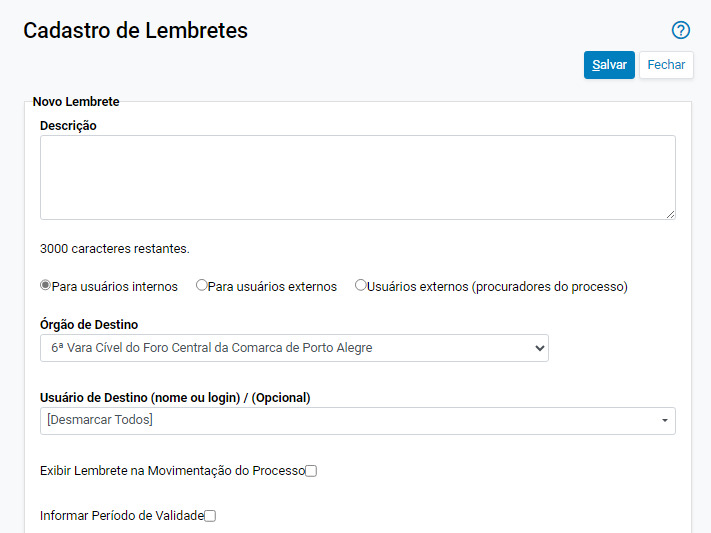 Cadastro de Lembretes
Salvar Fechar
Novo Lembrete
Descrição
3000 caracteres restantes.
Para usuários internos Para usuários externos Usuários externos (procuradores do processo)
Órgão de Destino
6ª Vara Cível do Foro Central da Comarca de Porto Alegre
Usuário de Destino (nome ou login) / (Opcional)
[Desmarcar Todos]
Exibir Lembrete na Movimentação do Processo
Informar Período de Validade